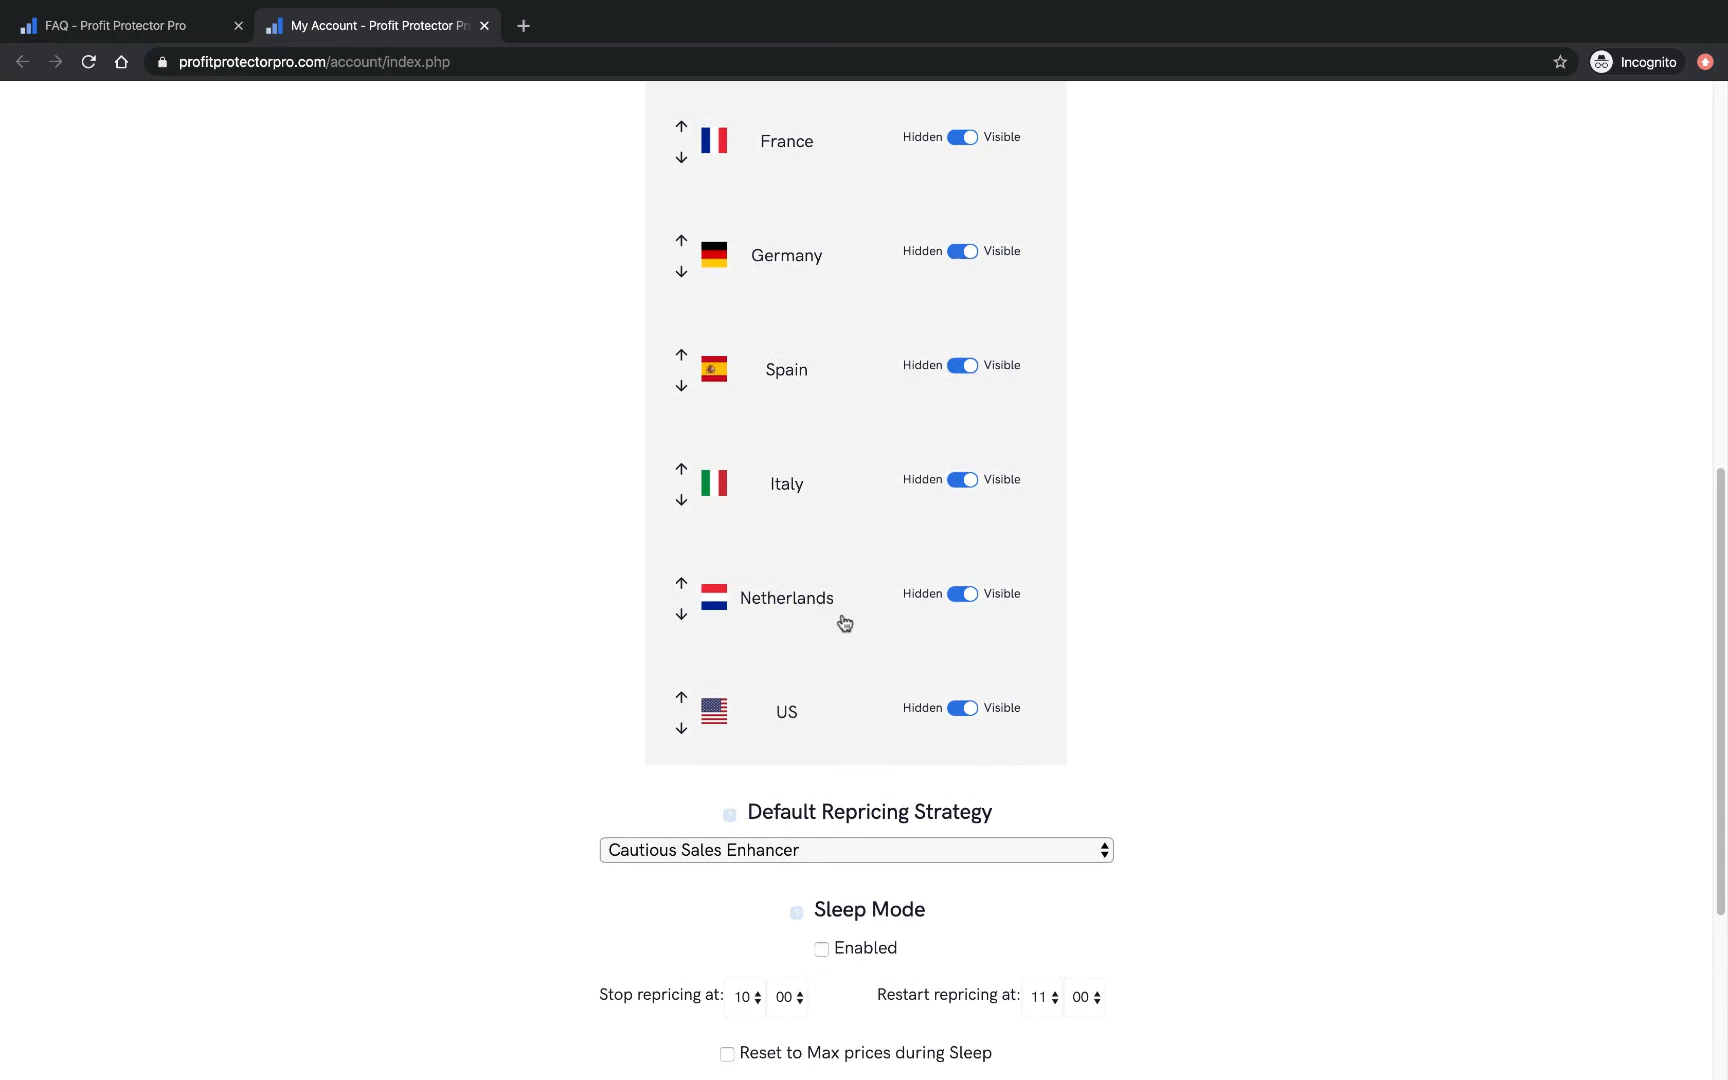 FAQ - Profit Protector Pro
My Account - Profit Protector Pr
profitprotectorpro.com/account/index.php
Incognito
France
Hidden Visible
Germany
Hidden Visible
Spain
Hidden Visible
Italy
Hidden Visible
Netherlands
Hidden Visible
US
Hidden Visible
Default Repricing Strategy
Cautious Sales Enhancer
Sleep Mode
Enabled
Stop repricing at: 10 00 Restart repricing at: 11 00
Reset to Max prices during Sleep